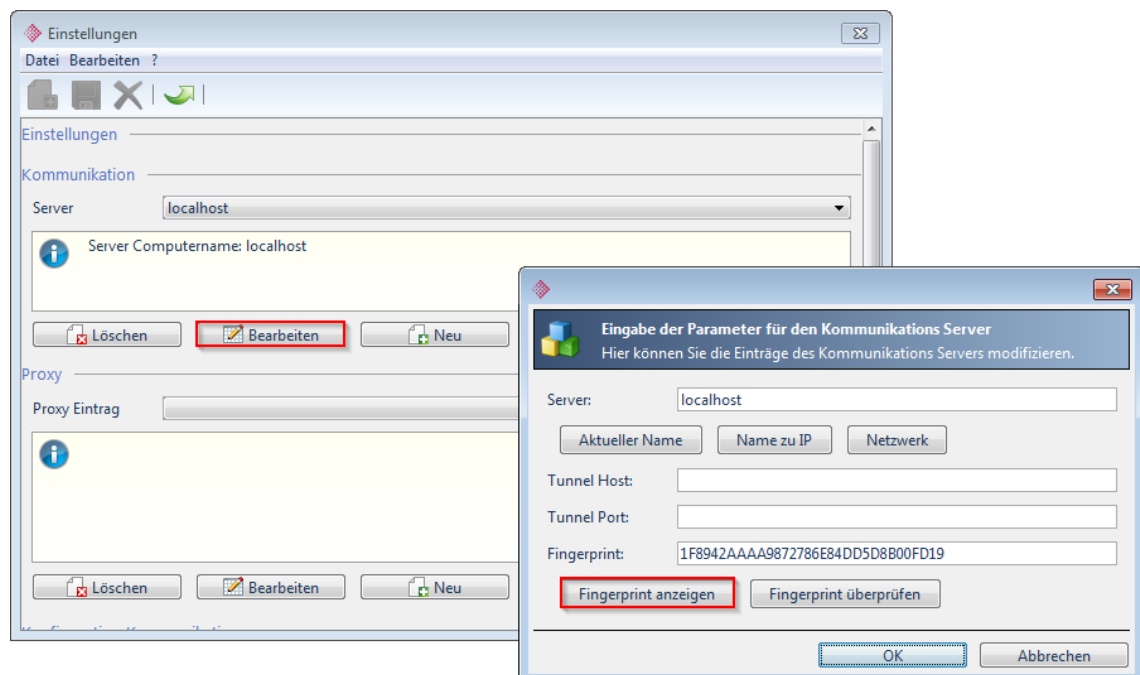 Einstellungen
Datei Bearbeiten ?
Einstellungen
Kommunikation
Server localhost
Server Computername: localhost
Löschen Bearbeiten Neu
Proxy
Proxy Eintrag
Löschen Bearbeiten Neu
Eingabe der Parameter für den Kommunikations Server
Hier können Sie die Einträge des Kommunikations Servers modifizieren.
Server: localhost
Aktueller Name Name zu IP Netzwerk
Tunnel Host:
Tunnel Port:
Fingerprint: 1F8942AAAA9872786E84DD5D8B00FD19
Fingerprint anzeigen Fingerprint überprüfen
OK Abbrechen